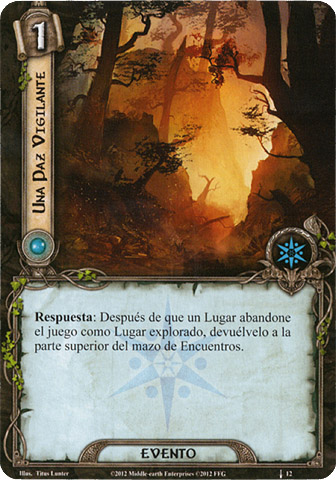 1
UNA PAZ VIGILANTE
Respuesta: Después de que un Lugar abandone
el juego como Lugar explorado, devuélvelo a la
parte superior del mazo de Encuentros.
EVENTO
Illus. Titus Lunter ©2012 Middle-earth Enterprises ©2012 FFG 12